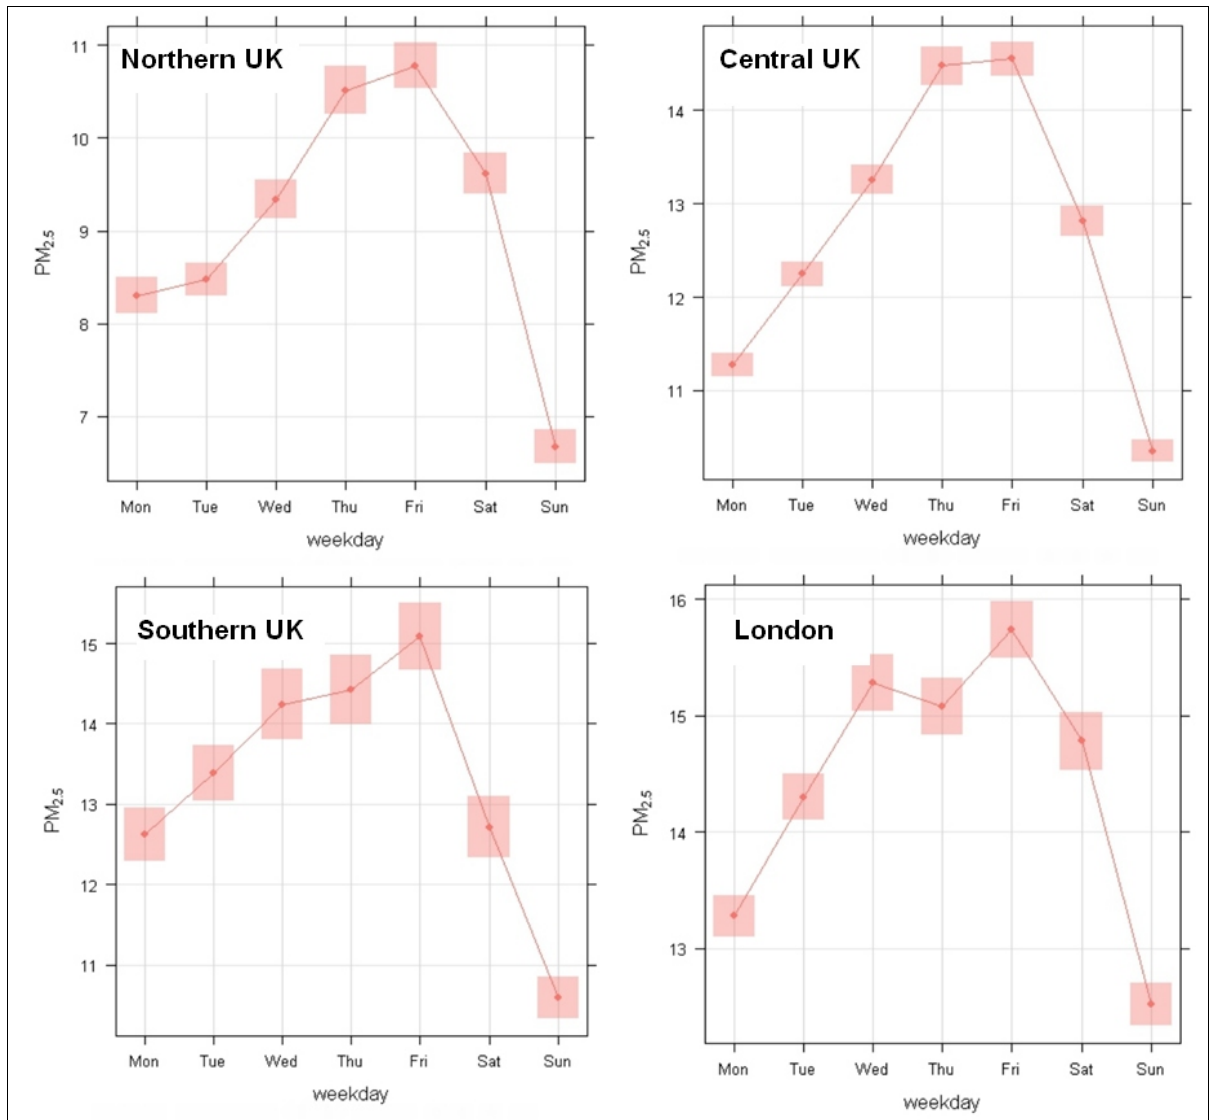 Northern UK
11
10
9
8
7
PM2.5
Mon Tue Wed Thu Fri Sat Sun
weekday
Central UK
14
13
12
11
PM2.5
Mon Tue Wed Thu Fri Sat Sun
weekday
Southern UK
15
14
13
12
11
PM2.5
Mon Tue Wed Thu Fri Sat Sun
weekday
London
16
15
14
13
PM2.5
Mon Tue Wed Thu Fri Sat Sun
weekday